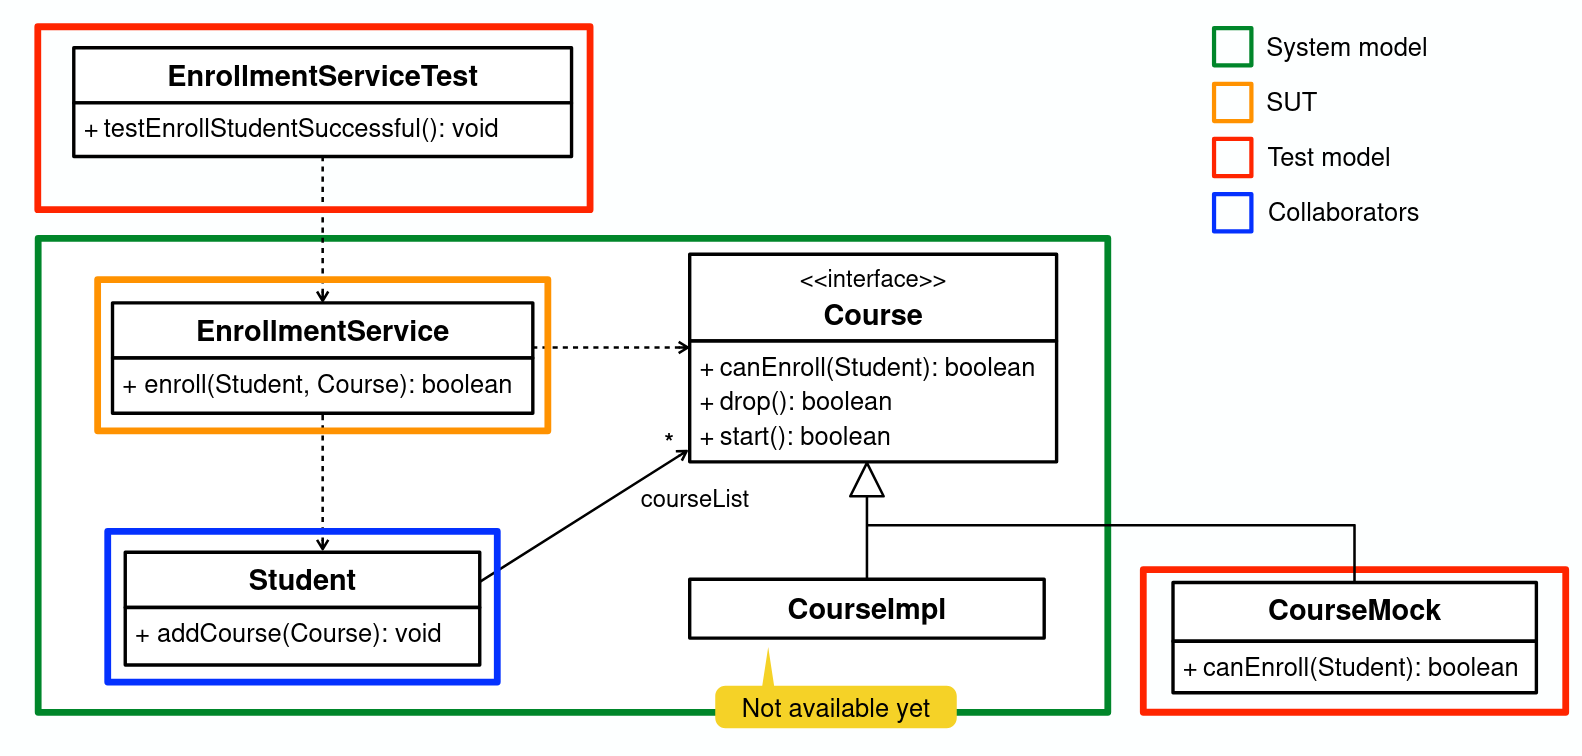 EnrollmentServiceTest
+ testEnrollStudentSuccessful(): void
System model
SUT
Test model
Collaborators
EnrollmentService
+ enroll(Student, Course): boolean
<<interface>>
Course
+ canEnroll(Student): boolean
+ drop(): boolean
+ start(): boolean
*
courseList
Student
+ addCourse(Course): void
CourseImpl
Not available yet
CourseMock
+ canEnroll(Student): boolean